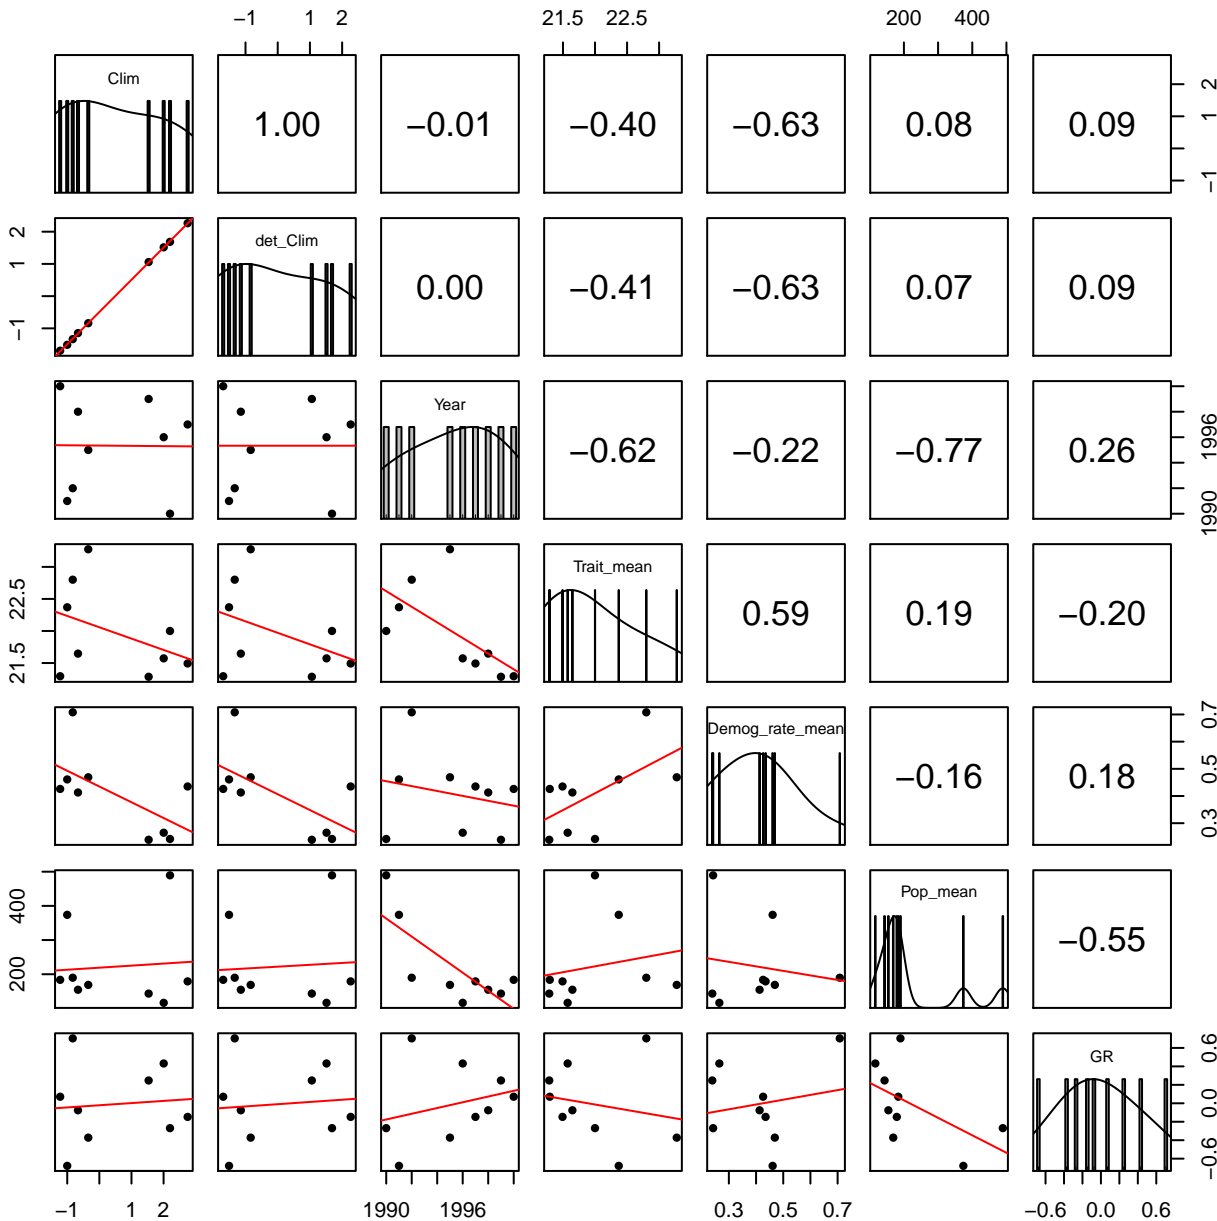 −1 1 2 21.5 22.5 200 400
Clim 1.00 −0.01 −0.40 −0.63 0.08 0.09 −1 1 2
−1 1 2 det_Clim 0.00 −0.41 −0.63 0.07 0.09
Year −0.62 −0.22 −0.77 0.26 1990 1996
21.5 22.5 Trait_mean 0.59 0.19 −0.20
Demog_rate_mean −0.16 0.18 0.3 0.5 0.7
200 400 Pop_mean −0.55
GR −0.6 0.0 0.6
−1 1 2 1990 1996 0.3 0.5 0.7 −0.6 0.0 0.6